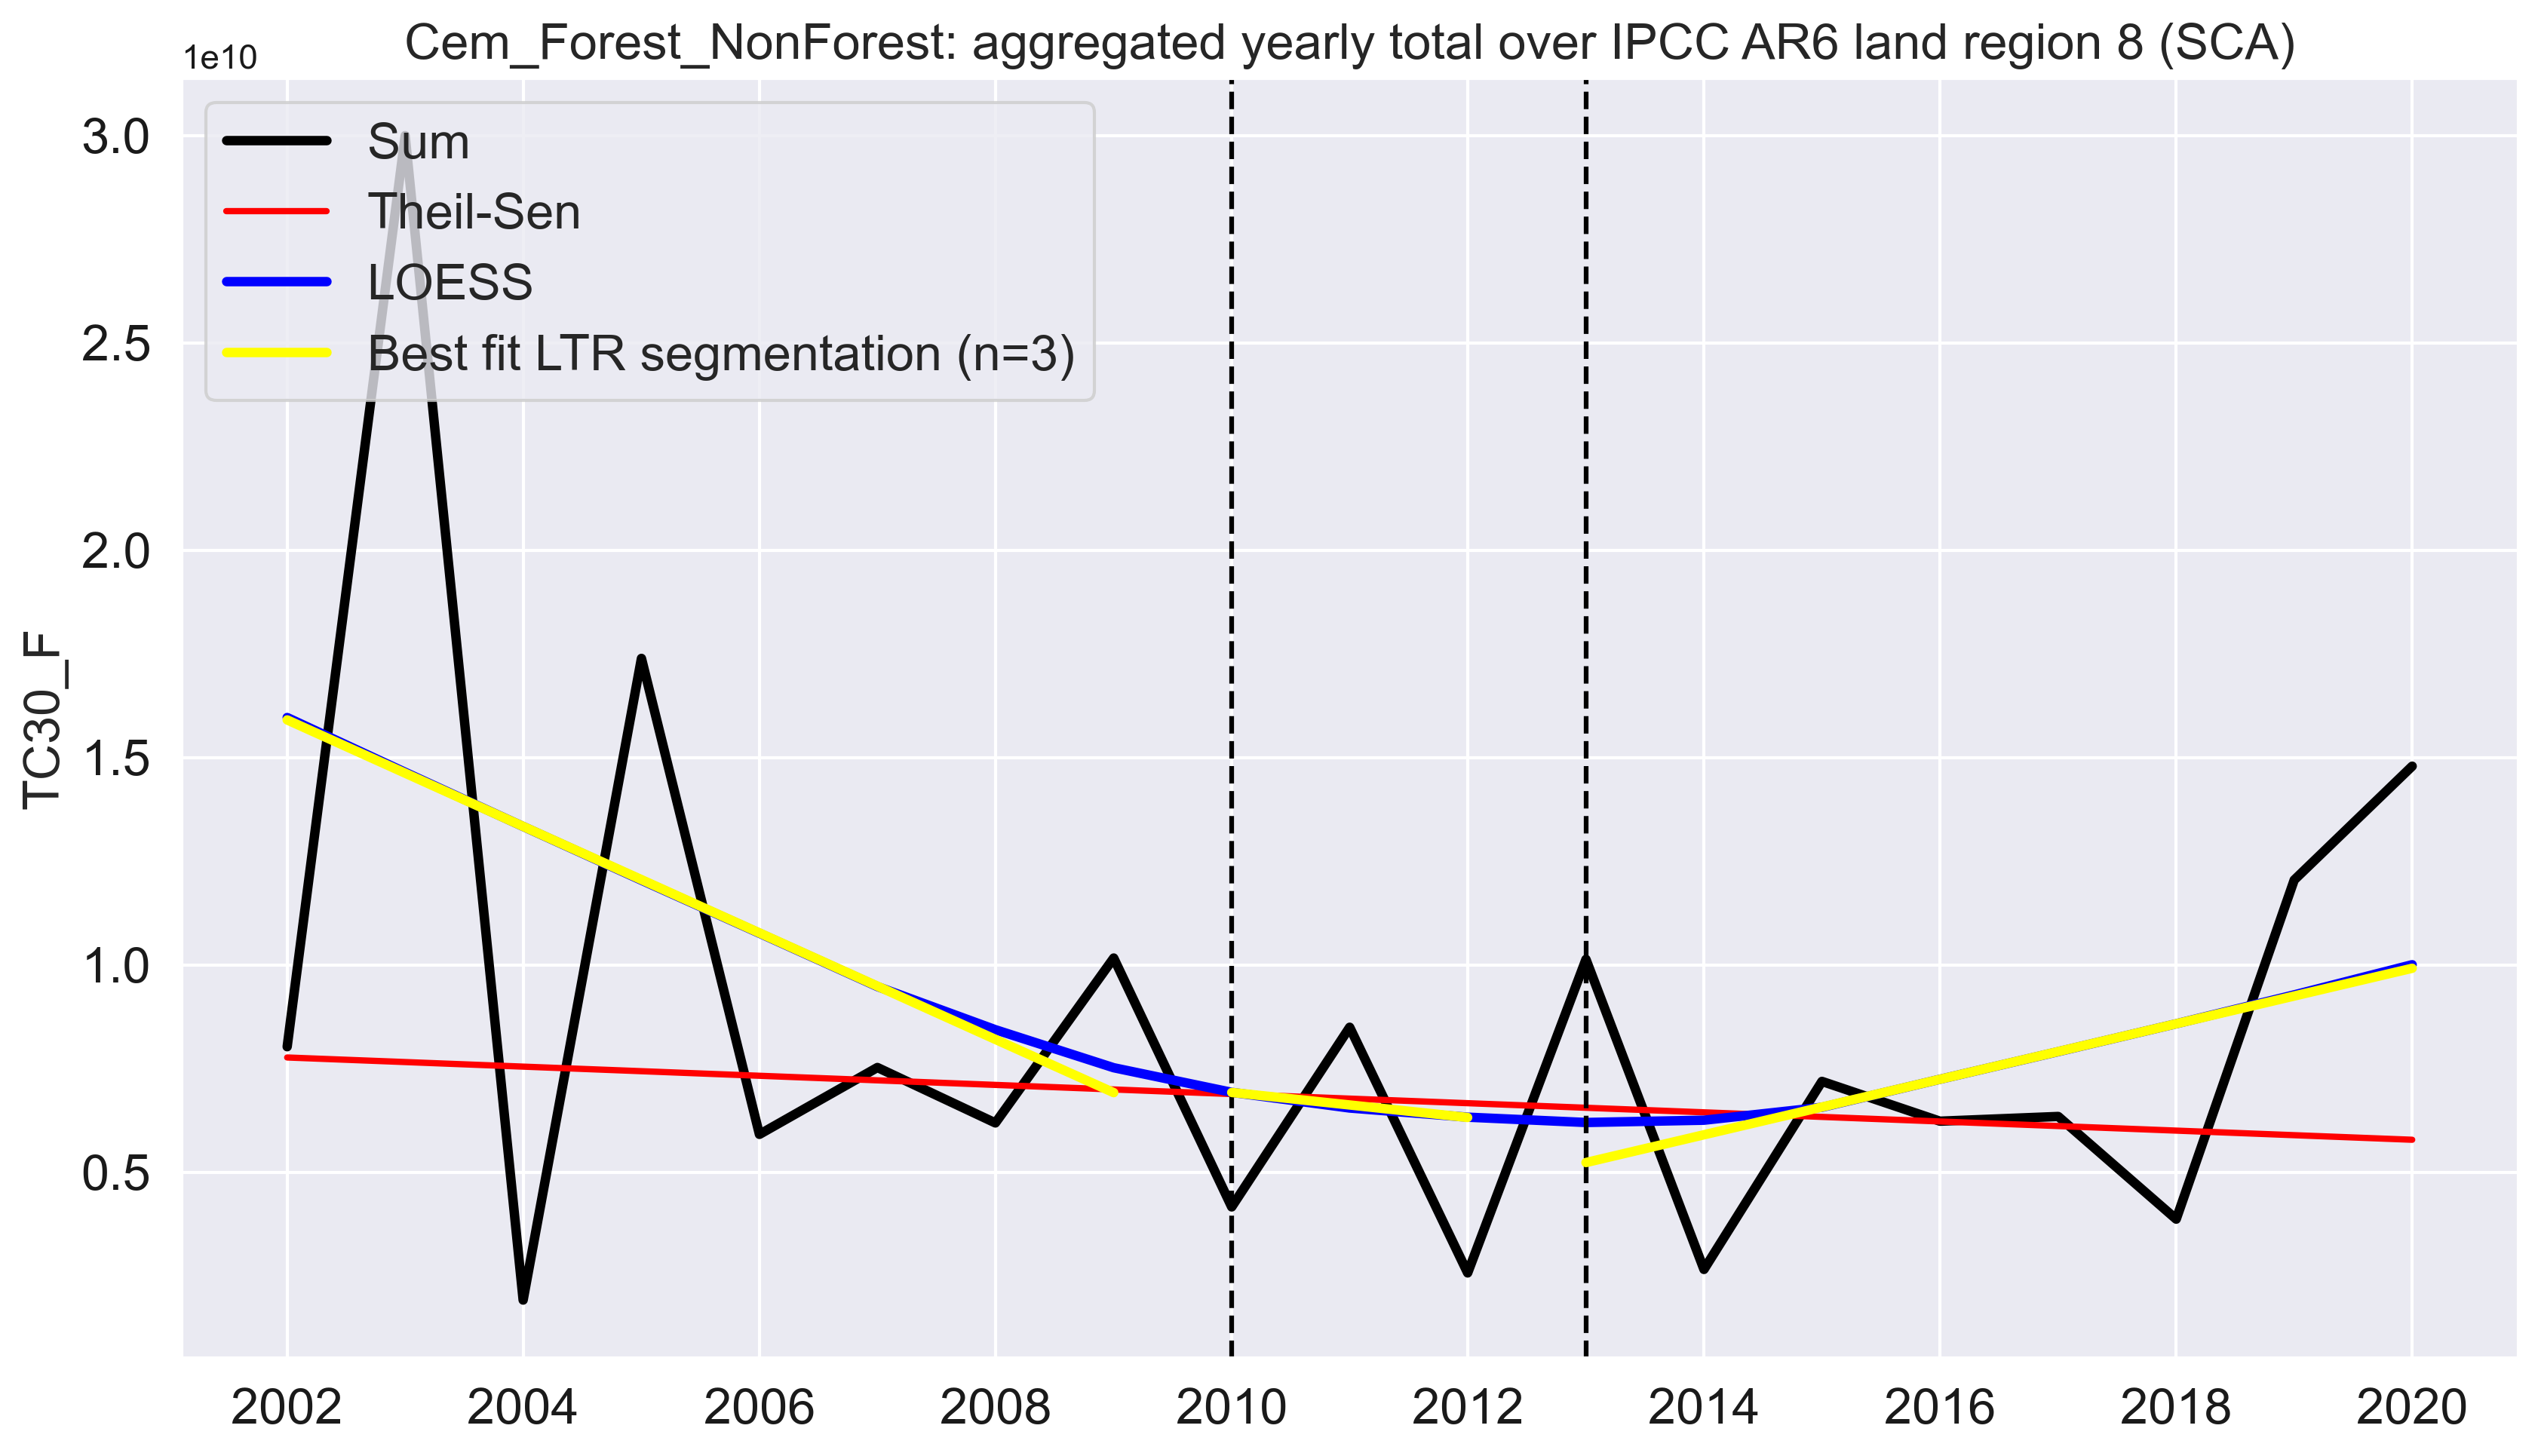 Cem_Forest_NonForest: aggregated yearly total over IPCC AR6 land region 8 (SCA)
1e10
Sum
Theil-Sen
LOESS
Best fit LTR segmentation (n=3)
3.0
2.5
2.0
1.5
1.0
0.5
TC30_F
2002 2004 2006 2008 2010 2012 2014 2016 2018 2020